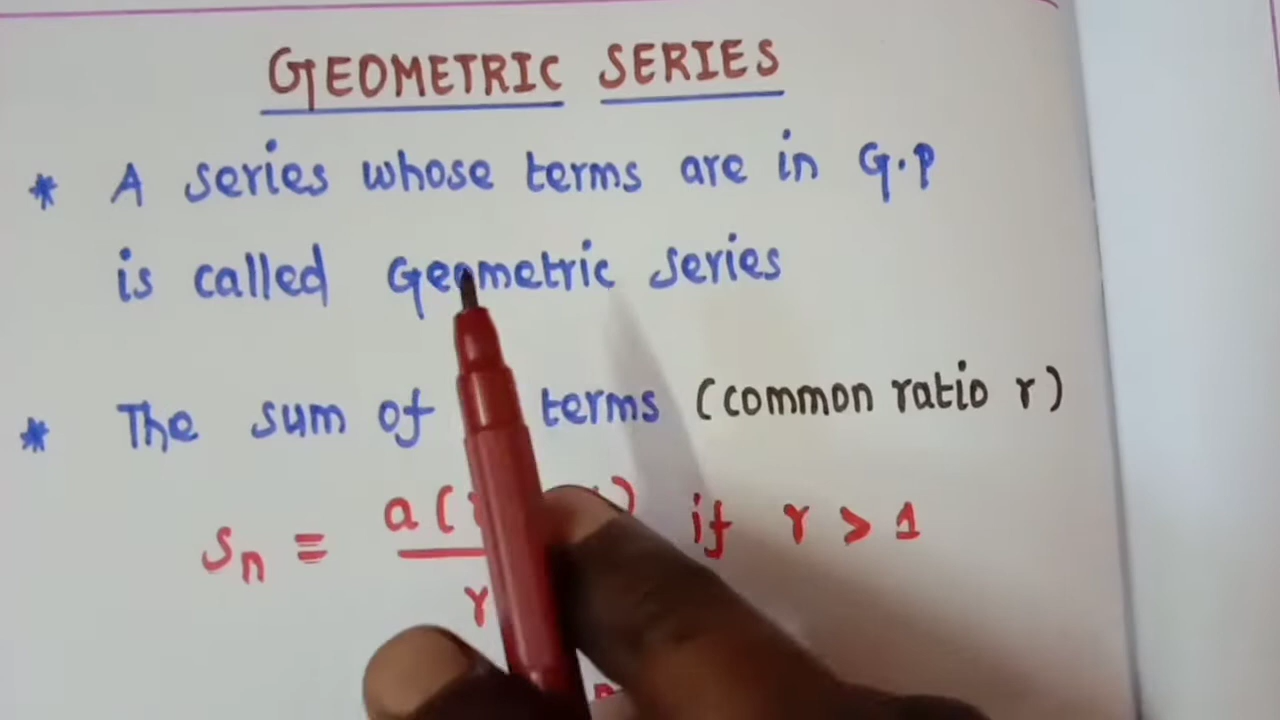 GEOMETRIC SERIES
* A series whose terms are in G.P
is called Geometric series
* The sum of terms (common ratio r)
Sn ≡ a( ) if r > 1
r